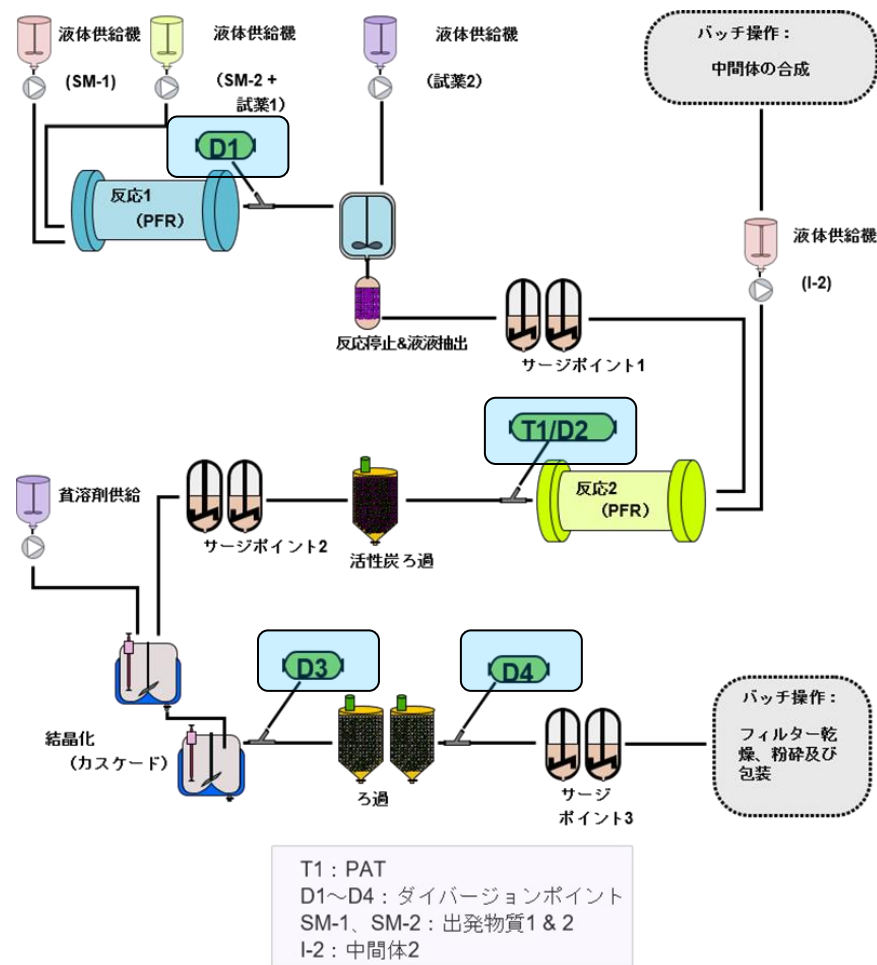 液体供給機
(SM-1)
液体供給機
(SM-2 +
試薬1)
液体供給機
(試薬2)
バッチ操作：
中間体の合成
D1
反応1
(PFR)
液体供給機
(I-2)
反応停止&液液抽出
サージポイント1
T1/D2
反応2
(PFR)
貧溶剤供給
サージポイント2
活性炭ろ過
D3
D4
結晶化
(カスケード)
ろ過
サージ
ポイント3
バッチ操作：
フィルター乾
燥、粉砕及び
包装
T1：PAT
D1～D4：ダイバージョンポイント
SM-1、SM-2：出発物質1 & 2
I-2：中間体2